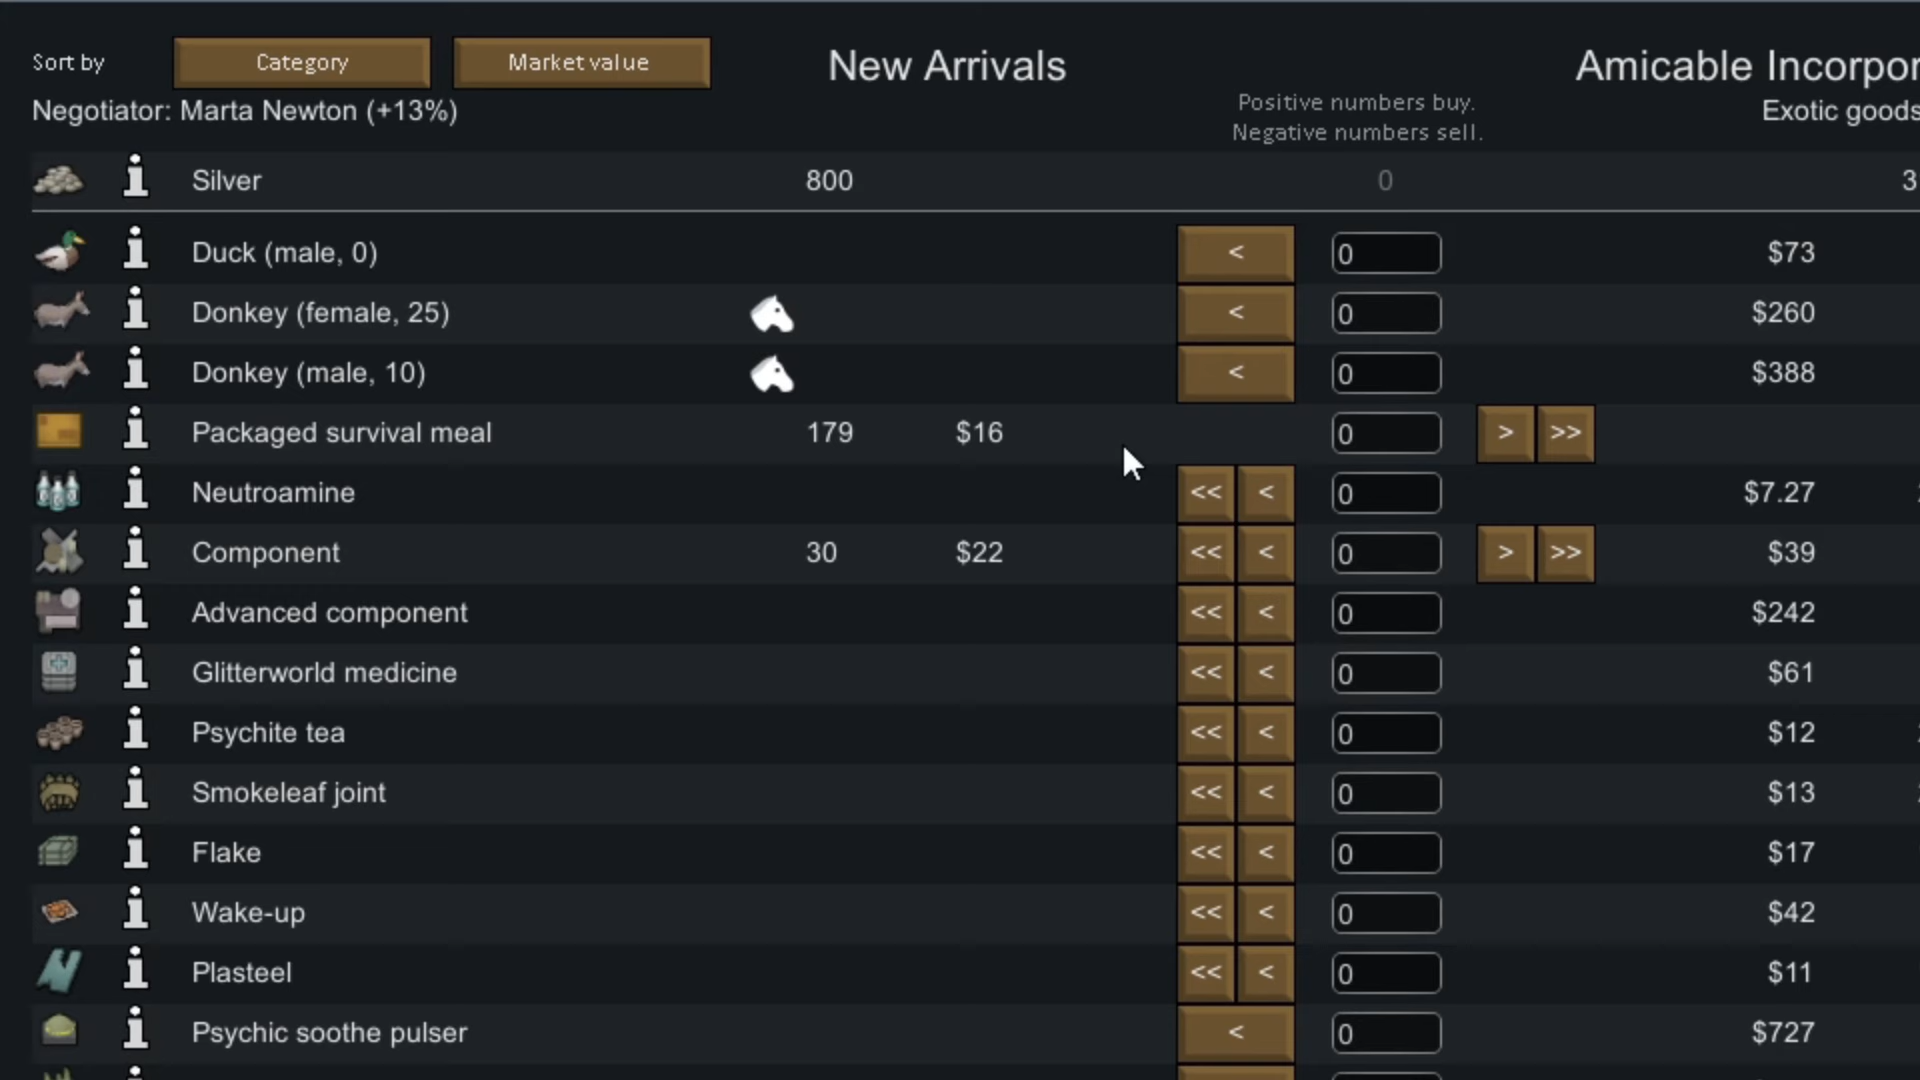 Sort by Category Market value New Arrivals Amicable Incorpor
Negotiator: Marta Newton (+13%) Exotic goods
Positive numbers buy.
Negative numbers sell.
Silver 800 0 3
Duck (male, 0) < 0 $73
Donkey (female, 25) < 0 $260
Donkey (male, 10) < 0 $388
Packaged survival meal 179 $16 0 > >>
Neutroamine << < 0 $7.27
Component 30 $22 << < 0 > >> $39
Advanced component << < 0 $242
Glitterworld medicine << < 0 $61
Psychite tea << < 0 $12
Smokeleaf joint << < 0 $13
Flake << < 0 $17
Wake-up << < 0 $42
Plasteel << < 0 $11
Psychic soothe pulser < 0 $727